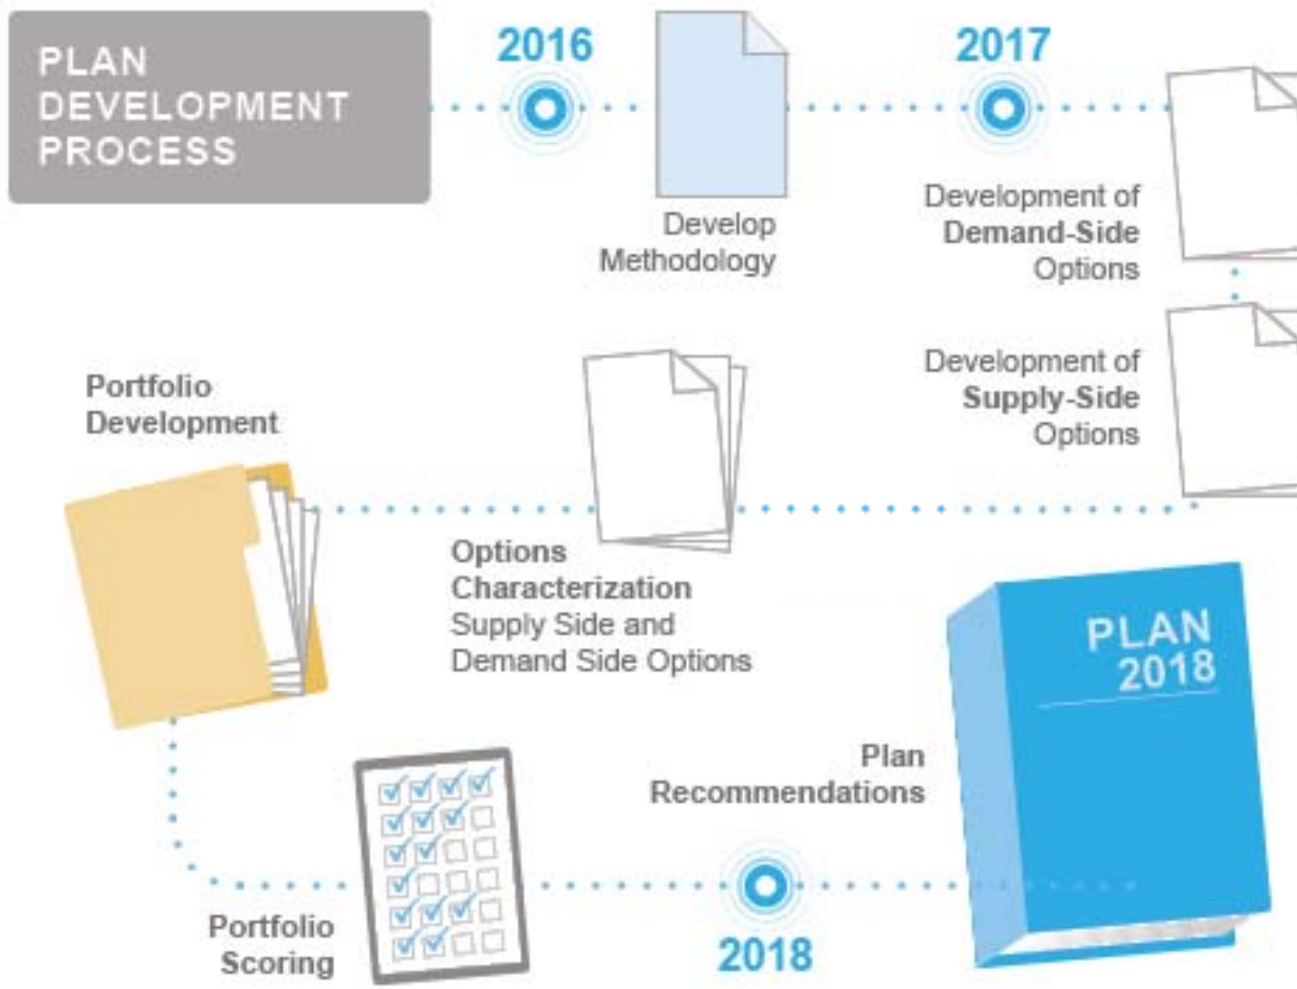 PLAN
DEVELOPMENT
PROCESS
2016
Develop
Methodology
2017
Development of
Demand-Side
Options
Development of
Supply-Side
Options
Options
Characterization
Supply Side and
Demand Side Options
Portfolio
Development
Portfolio
Scoring
2018
Plan
Recommendations
PLAN
2018